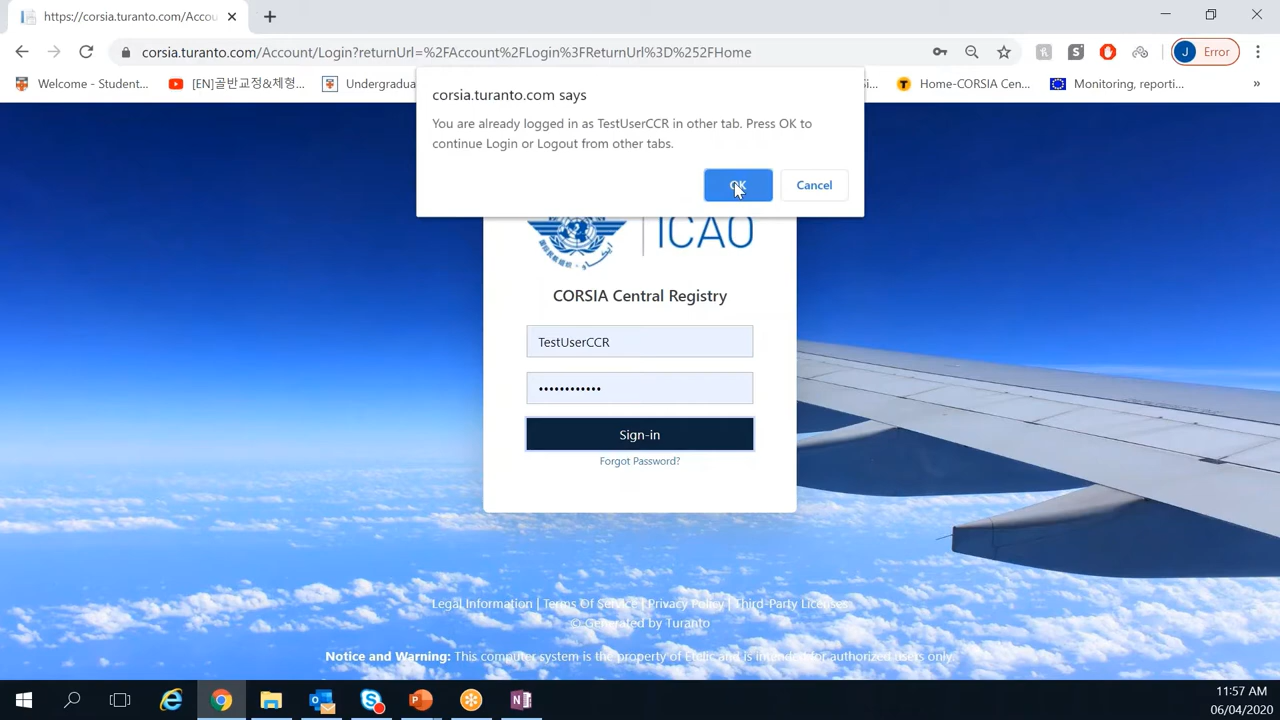 https://corsia.turanto.com/Accou
corsia.turanto.com/Account/Login?returnUrl=%2FAccount%2FLogin%3FReturnUrl%3D%252FHome
J Error
Welcome - Student...
[EN]골반교정&체형...
Undergradua
Home-CORSIA Cen...
Monitoring, reporti...
»
corsia.turanto.com says
You are already logged in as TestUserCCR in other tab. Press OK to
continue Login or Logout from other tabs.
OK
Cancel
ICAO
CORSIA Central Registry
TestUserCCR
••••••••••••
Sign-in
Forgot Password?
Legal Information | Terms Of Service | Privacy Policy | Third-Party Licenses
© Generated by Turanto
Notice and Warning: This computer system is the property of Etelic and is intended for authorized users only.
11:57 AM
06/04/2020